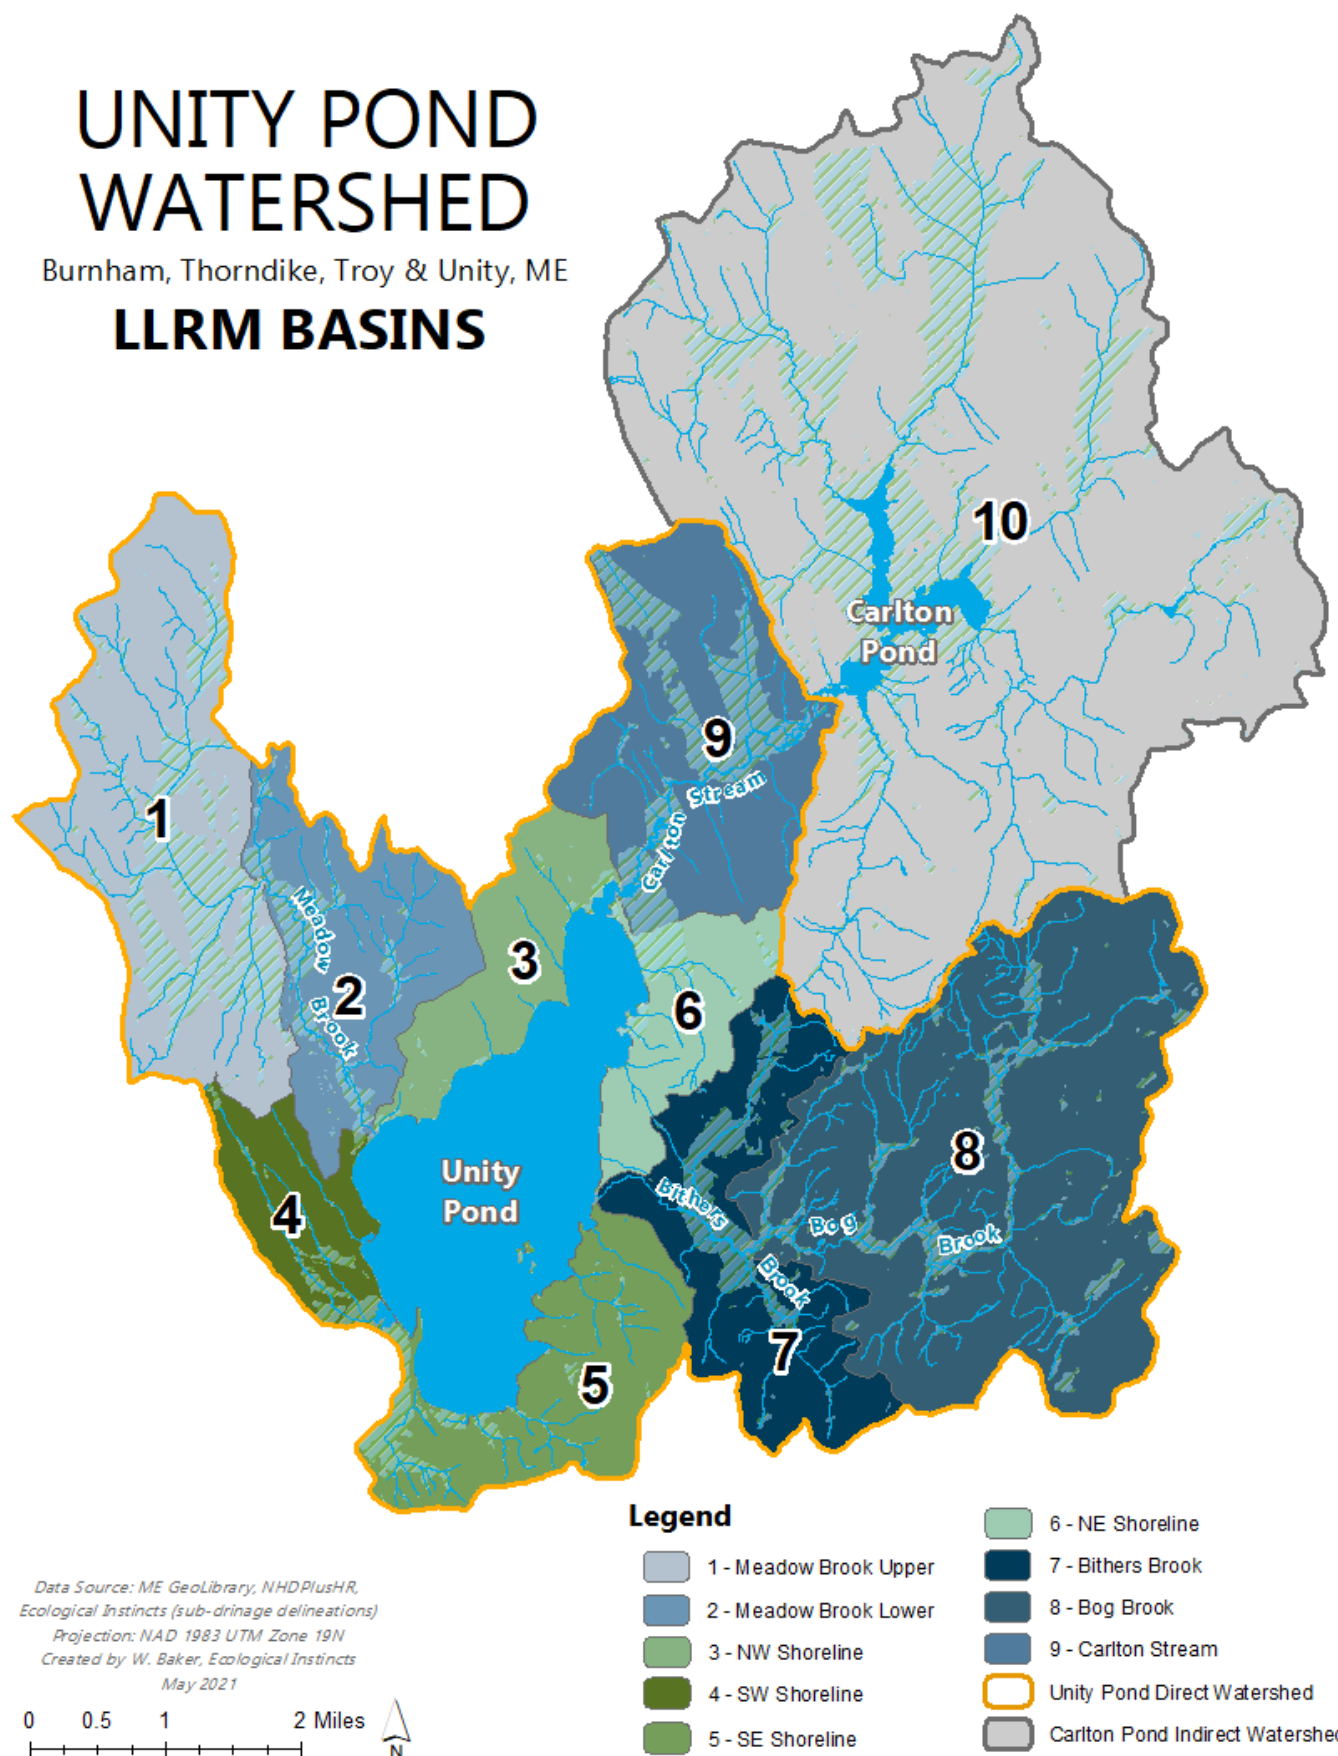 UNITY POND
WATERSHED
Burnham, Thorndike, Troy & Unity, ME
LLRM BASINS
10
Carlton
Pond
9
Stream
Carlton
1
Meadow
2
Brook
3
6
8
Unity
Pond
4
Bithers
Bog
Brook
Brook
7
5
Legend
1 - Meadow Brook Upper
2 - Meadow Brook Lower
3 - NW Shoreline
4 - SW Shoreline
5 - SE Shoreline
6 - NE Shoreline
7 - Bithers Brook
8 - Bog Brook
9 - Carlton Stream
Unity Pond Direct Watershed
Carlton Pond Indirect Watershed
Data Source: ME GeoLibrary, NHDPlusHR,
Ecological Instincts (sub-drinage delineations)
Projection: NAD 1983 UTM Zone 19N
Created by W. Baker, Ecological Instincts
May 2021
0 0.5 1 2 Miles
N